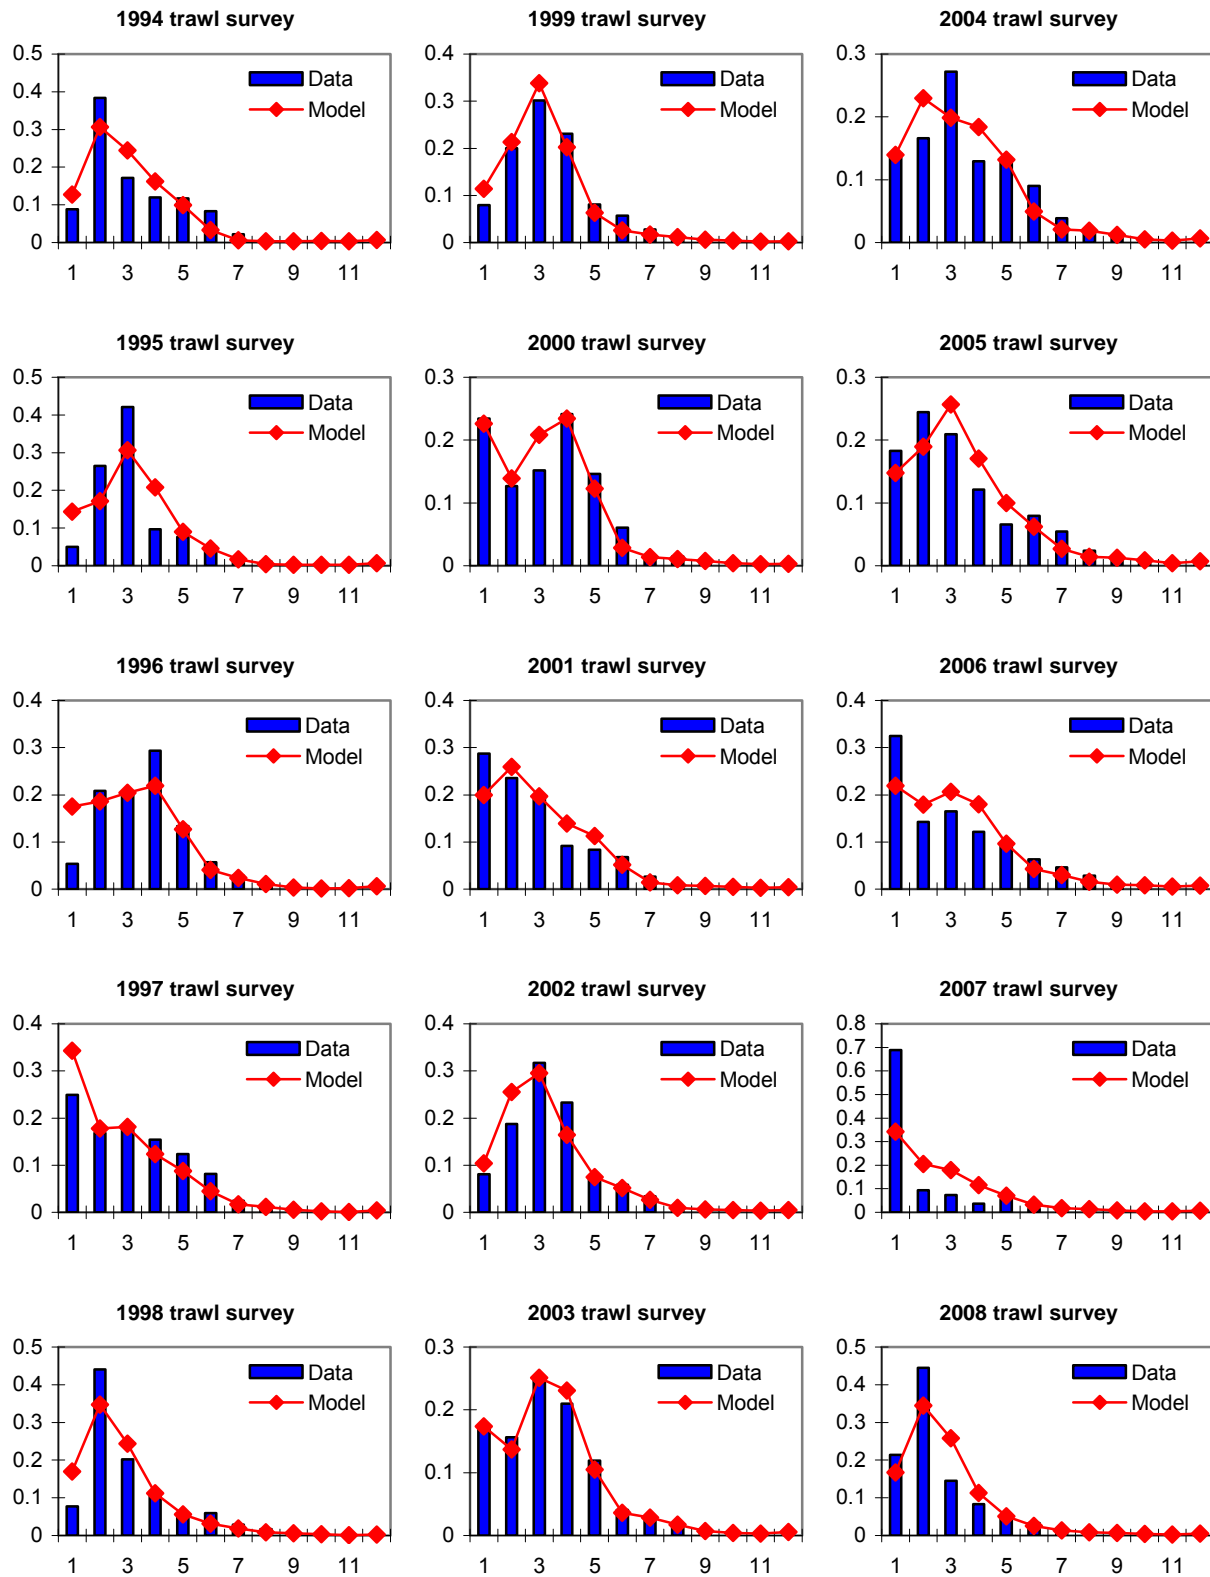 1994 trawl survey
0.5
0.4
0.3
0.2
0.1
0
Data
Model
1 3 5 7 9 11
1999 trawl survey
0.4
0.3
0.2
0.1
0
Data
Model
1 3 5 7 9 11
2004 trawl survey
0.3
0.2
0.1
0
Data
Model
1 3 5 7 9 11
1995 trawl survey
0.5
0.4
0.3
0.2
0.1
0
Data
Model
1 3 5 7 9 11
2000 trawl survey
0.3
0.2
0.1
0
Data
Model
1 3 5 7 9 11
2005 trawl survey
0.3
0.2
0.1
0
Data
Model
1 3 5 7 9 11
1996 trawl survey
0.4
0.3
0.2
0.1
0
Data
Model
1 3 5 7 9 11
2001 trawl survey
0.4
0.3
0.2
0.1
0
Data
Model
1 3 5 7 9 11
2006 trawl survey
0.4
0.3
0.2
0.1
0
Data
Model
1 3 5 7 9 11
1997 trawl survey
0.4
0.3
0.2
0.1
0
Data
Model
1 3 5 7 9 11
2002 trawl survey
0.4
0.3
0.2
0.1
0
Data
Model
1 3 5 7 9 11
2007 trawl survey
0.8
0.7
0.6
0.5
0.4
0.3
0.2
0.1
0
Data
Model
1 3 5 7 9 11
1998 trawl survey
0.5
0.4
0.3
0.2
0.1
0
Data
Model
1 3 5 7 9 11
2003 trawl survey
0.3
0.2
0.1
0
Data
Model
1 3 5 7 9 11
2008 trawl survey
0.5
0.4
0.3
0.2
0.1
0
Data
Model
1 3 5 7 9 11